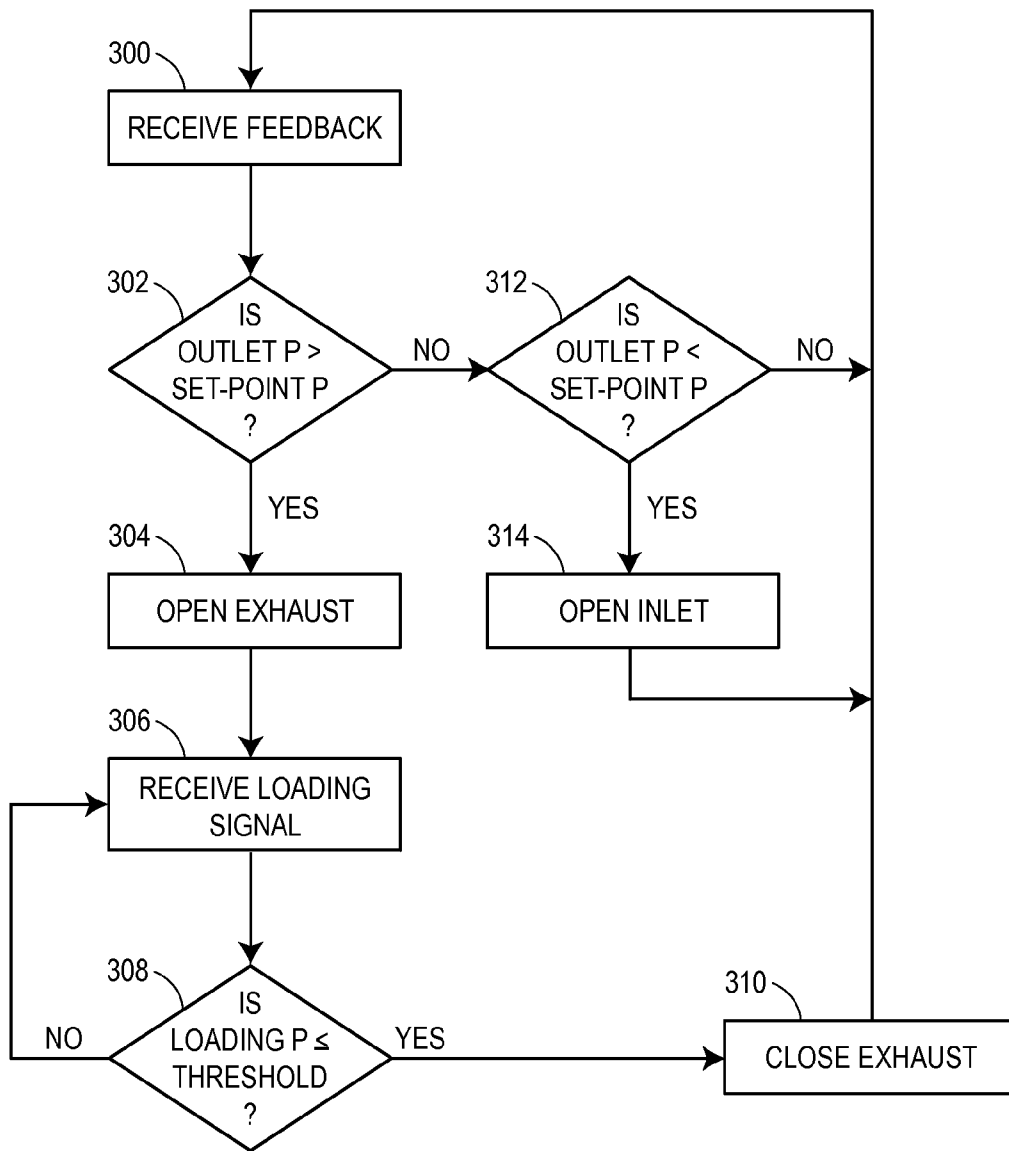 300
RECEIVE FEEDBACK
302
IS
OUTLET P >
SET-POINT P
?
NO
312
IS
OUTLET P <
SET-POINT P
?
NO
YES
YES
304
OPEN EXHAUST
314
OPEN INLET
306
RECEIVE LOADING
SIGNAL
308
IS
LOADING P ≤
THRESHOLD
?
NO
YES
310
CLOSE EXHAUST